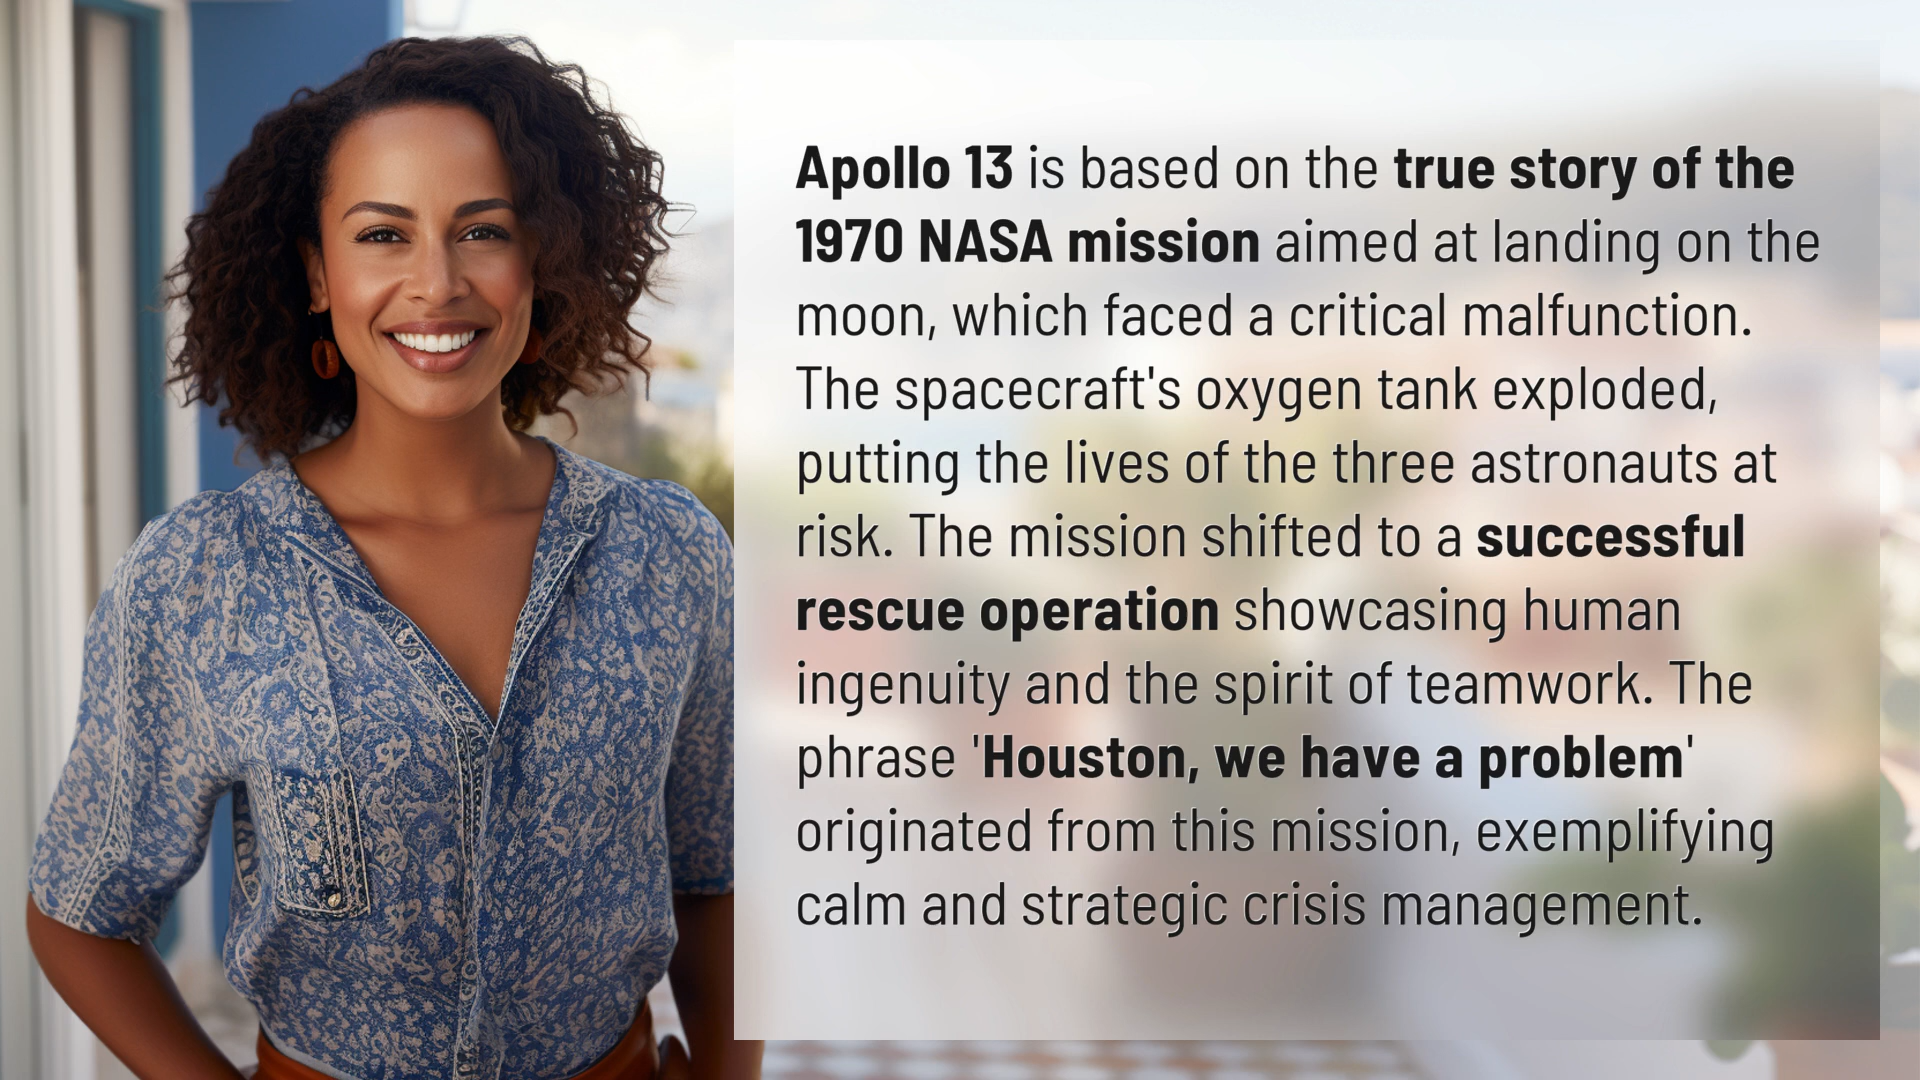 Apollo 13 is based on the true story of the
1970 NASA mission aimed at landing on the
moon, which faced a critical malfunction.
The spacecraft's oxygen tank exploded,
putting the lives of the three astronauts at
risk. The mission shifted to a successful
rescue operation showcasing human
ingenuity and the spirit of teamwork. The
phrase 'Houston, we have a problem'
originated from this mission, exemplifying
calm and strategic crisis management.